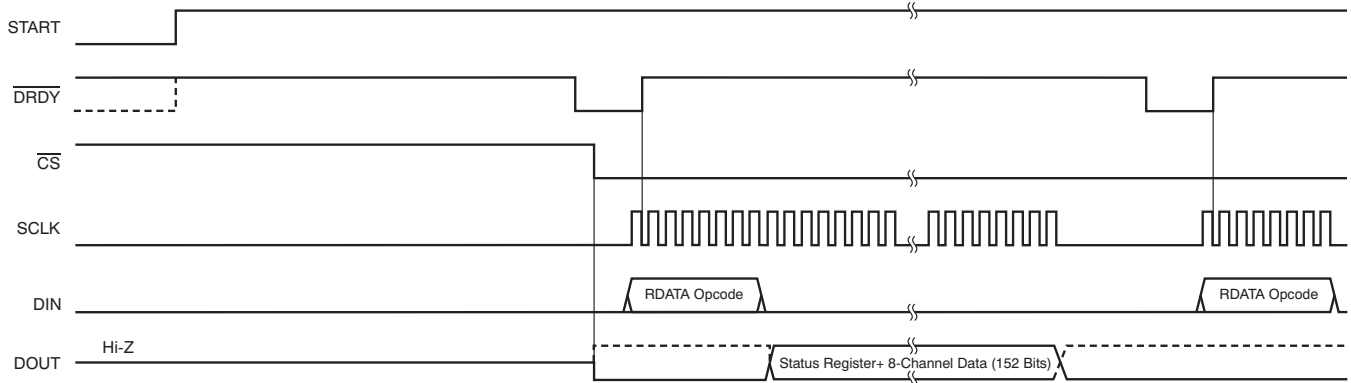 START
DRDY
CS
SCLK
DIN
RDATA Opcode
RDATA Opcode
DOUT
Hi-Z
Status Register+ 8-Channel Data (152 Bits)